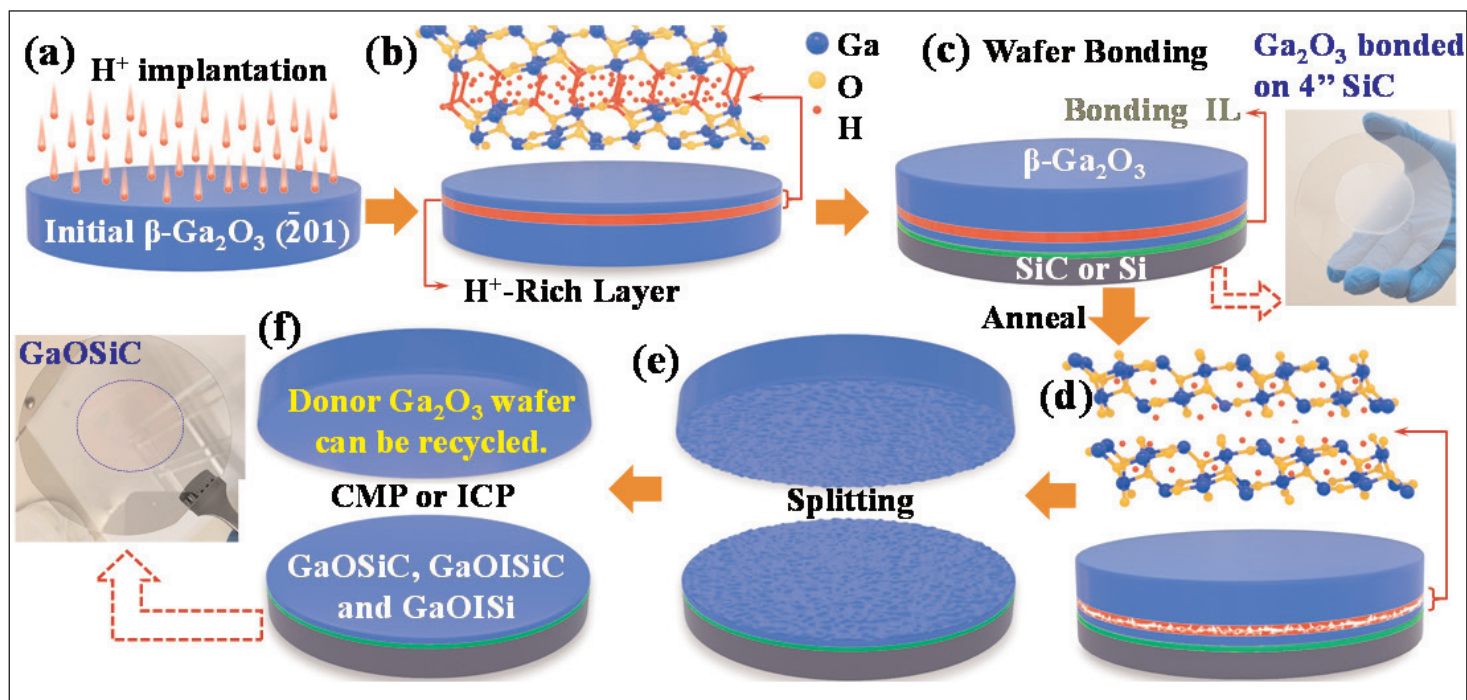 (a)
H⁺ implantation
Initial β-Ga₂O₃ (2̄01)
(b)
Ga
O
H
H⁺-Rich Layer
(c) Wafer Bonding
Ga₂O₃ bonded
on 4” SiC
Bonding IL
β-Ga₂O₃
SiC or Si
Anneal
(d)
(e)
Splitting
(f)
Donor Ga₂O₃ wafer
can be recycled.
CMP or ICP
GaOSiC, GaOISiC
and GaOISi
GaOSiC